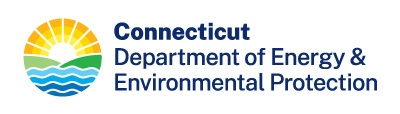 Connecticut
Department of Energy &
Environmental Protection